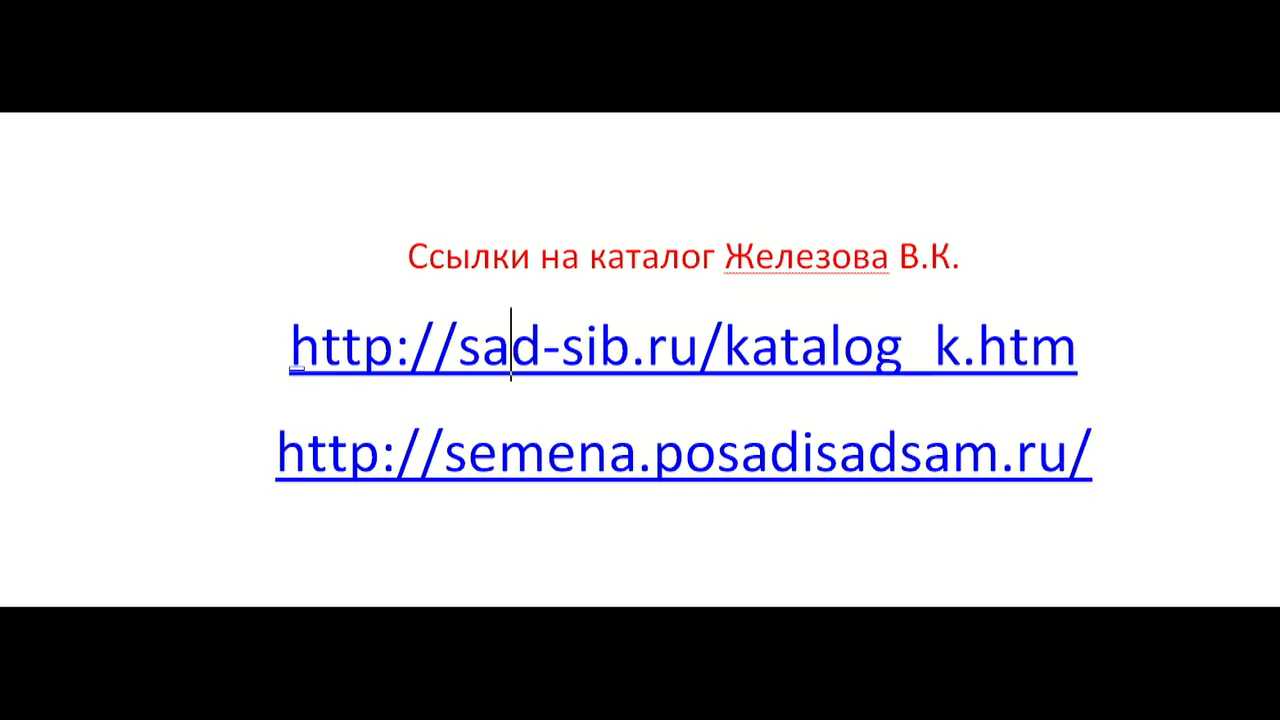 Ссылки на каталог Железова В.К.
http://sad-sib.ru/katalog_k.htm
http://semena.posadisadsam.ru/